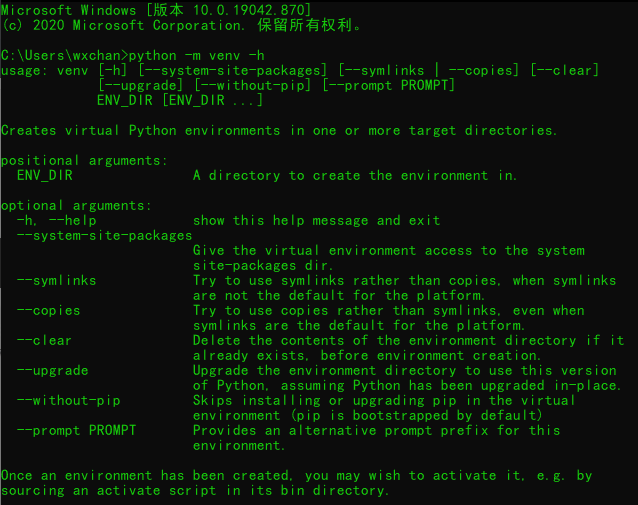 Microsoft Windows [版本 10.0.19042.870]
(c) 2020 Microsoft Corporation. 保留所有权利。

C:\Users\wxchan>python -m venv -h
usage: venv [-h] [--system-site-packages] [--symlinks | --copies] [--clear]
            [--upgrade] [--without-pip] [--prompt PROMPT]
            ENV_DIR [ENV_DIR ...]

Creates virtual Python environments in one or more target directories.

positional arguments:
  ENV_DIR               A directory to create the environment in.

optional arguments:
  -h, --help            show this help message and exit
  --system-site-packages
                        Give the virtual environment access to the system
                        site-packages dir.
  --symlinks            Try to use symlinks rather than copies, when symlinks
                        are not the default for the platform.
  --copies              Try to use copies rather than symlinks, even when
                        symlinks are the default for the platform.
  --clear               Delete the contents of the environment directory if it
                        already exists, before environment creation.
  --upgrade             Upgrade the environment directory to use this version
                        of Python, assuming Python has been upgraded in-place.
  --without-pip         Skips installing or upgrading pip in the virtual
                        environment (pip is bootstrapped by default)
  --prompt PROMPT       Provides an alternative prompt prefix for this
                        environment.

Once an environment has been created, you may wish to activate it, e.g. by
sourcing an activate script in its bin directory.